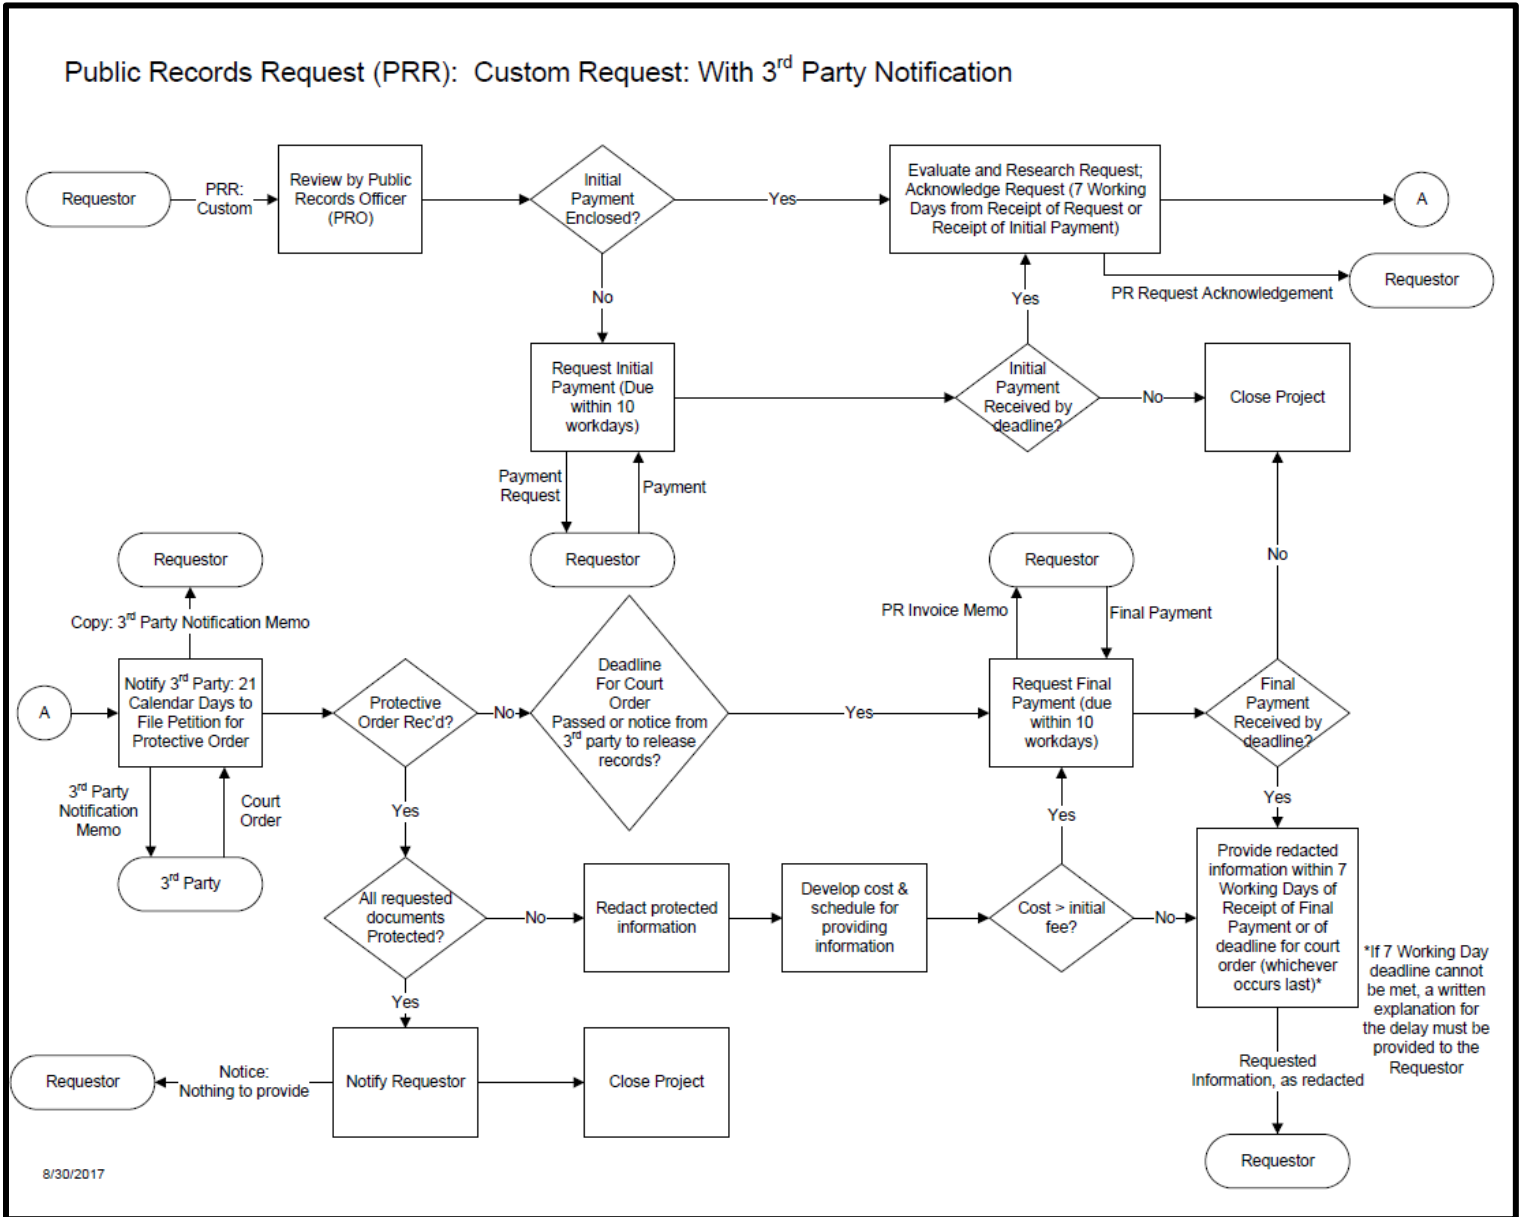 Public Records Request (PRR):  Custom Request: With 3rd Party Notification
Requestor
PRR:
Custom
Review by Public
Records Officer
(PRO)
Initial
Payment
Enclosed?
Yes
Evaluate and Research Request;
Acknowledge Request (7 Working
Days from Receipt of Request or
Receipt of Initial Payment)
A
PR Request Acknowledgement
Requestor
No
Yes
Request Initial
Payment (Due
within 10
workdays)
Initial
Payment
Received by
deadline?
No
Close Project
Payment
Request
Payment
Requestor
Requestor
Copy: 3rd Party Notification Memo
Requestor
PR Invoice Memo
Final Payment
No
A
Notify 3rd Party: 21
Calendar Days to
File Petition for
Protective Order
Protective
Order Rec'd?
No
Deadline
For Court
Order
Passed or notice from
3rd party to release
records?
Yes
Request Final
Payment (due
within 10
workdays)
Final
Payment
Received by
deadline?
3rd Party
Notification
Memo
Court
Order
3rd Party
Yes
Yes
Yes
All requested
documents
Protected?
No
Redact protected
information
Develop cost &
schedule for
providing
information
Cost > initial
fee?
No
Provide redacted
information within 7
Working Days of
Receipt of Final
Payment or of
deadline for court
order (whichever
occurs last)*
*If 7 Working Day
deadline cannot
be met, a written
explanation for
the delay must be
provided to the
Requestor
Yes
Notify Requestor
Notice:
Nothing to provide
Requestor
Close Project
Requested
Information, as redacted
Requestor
8/30/2017